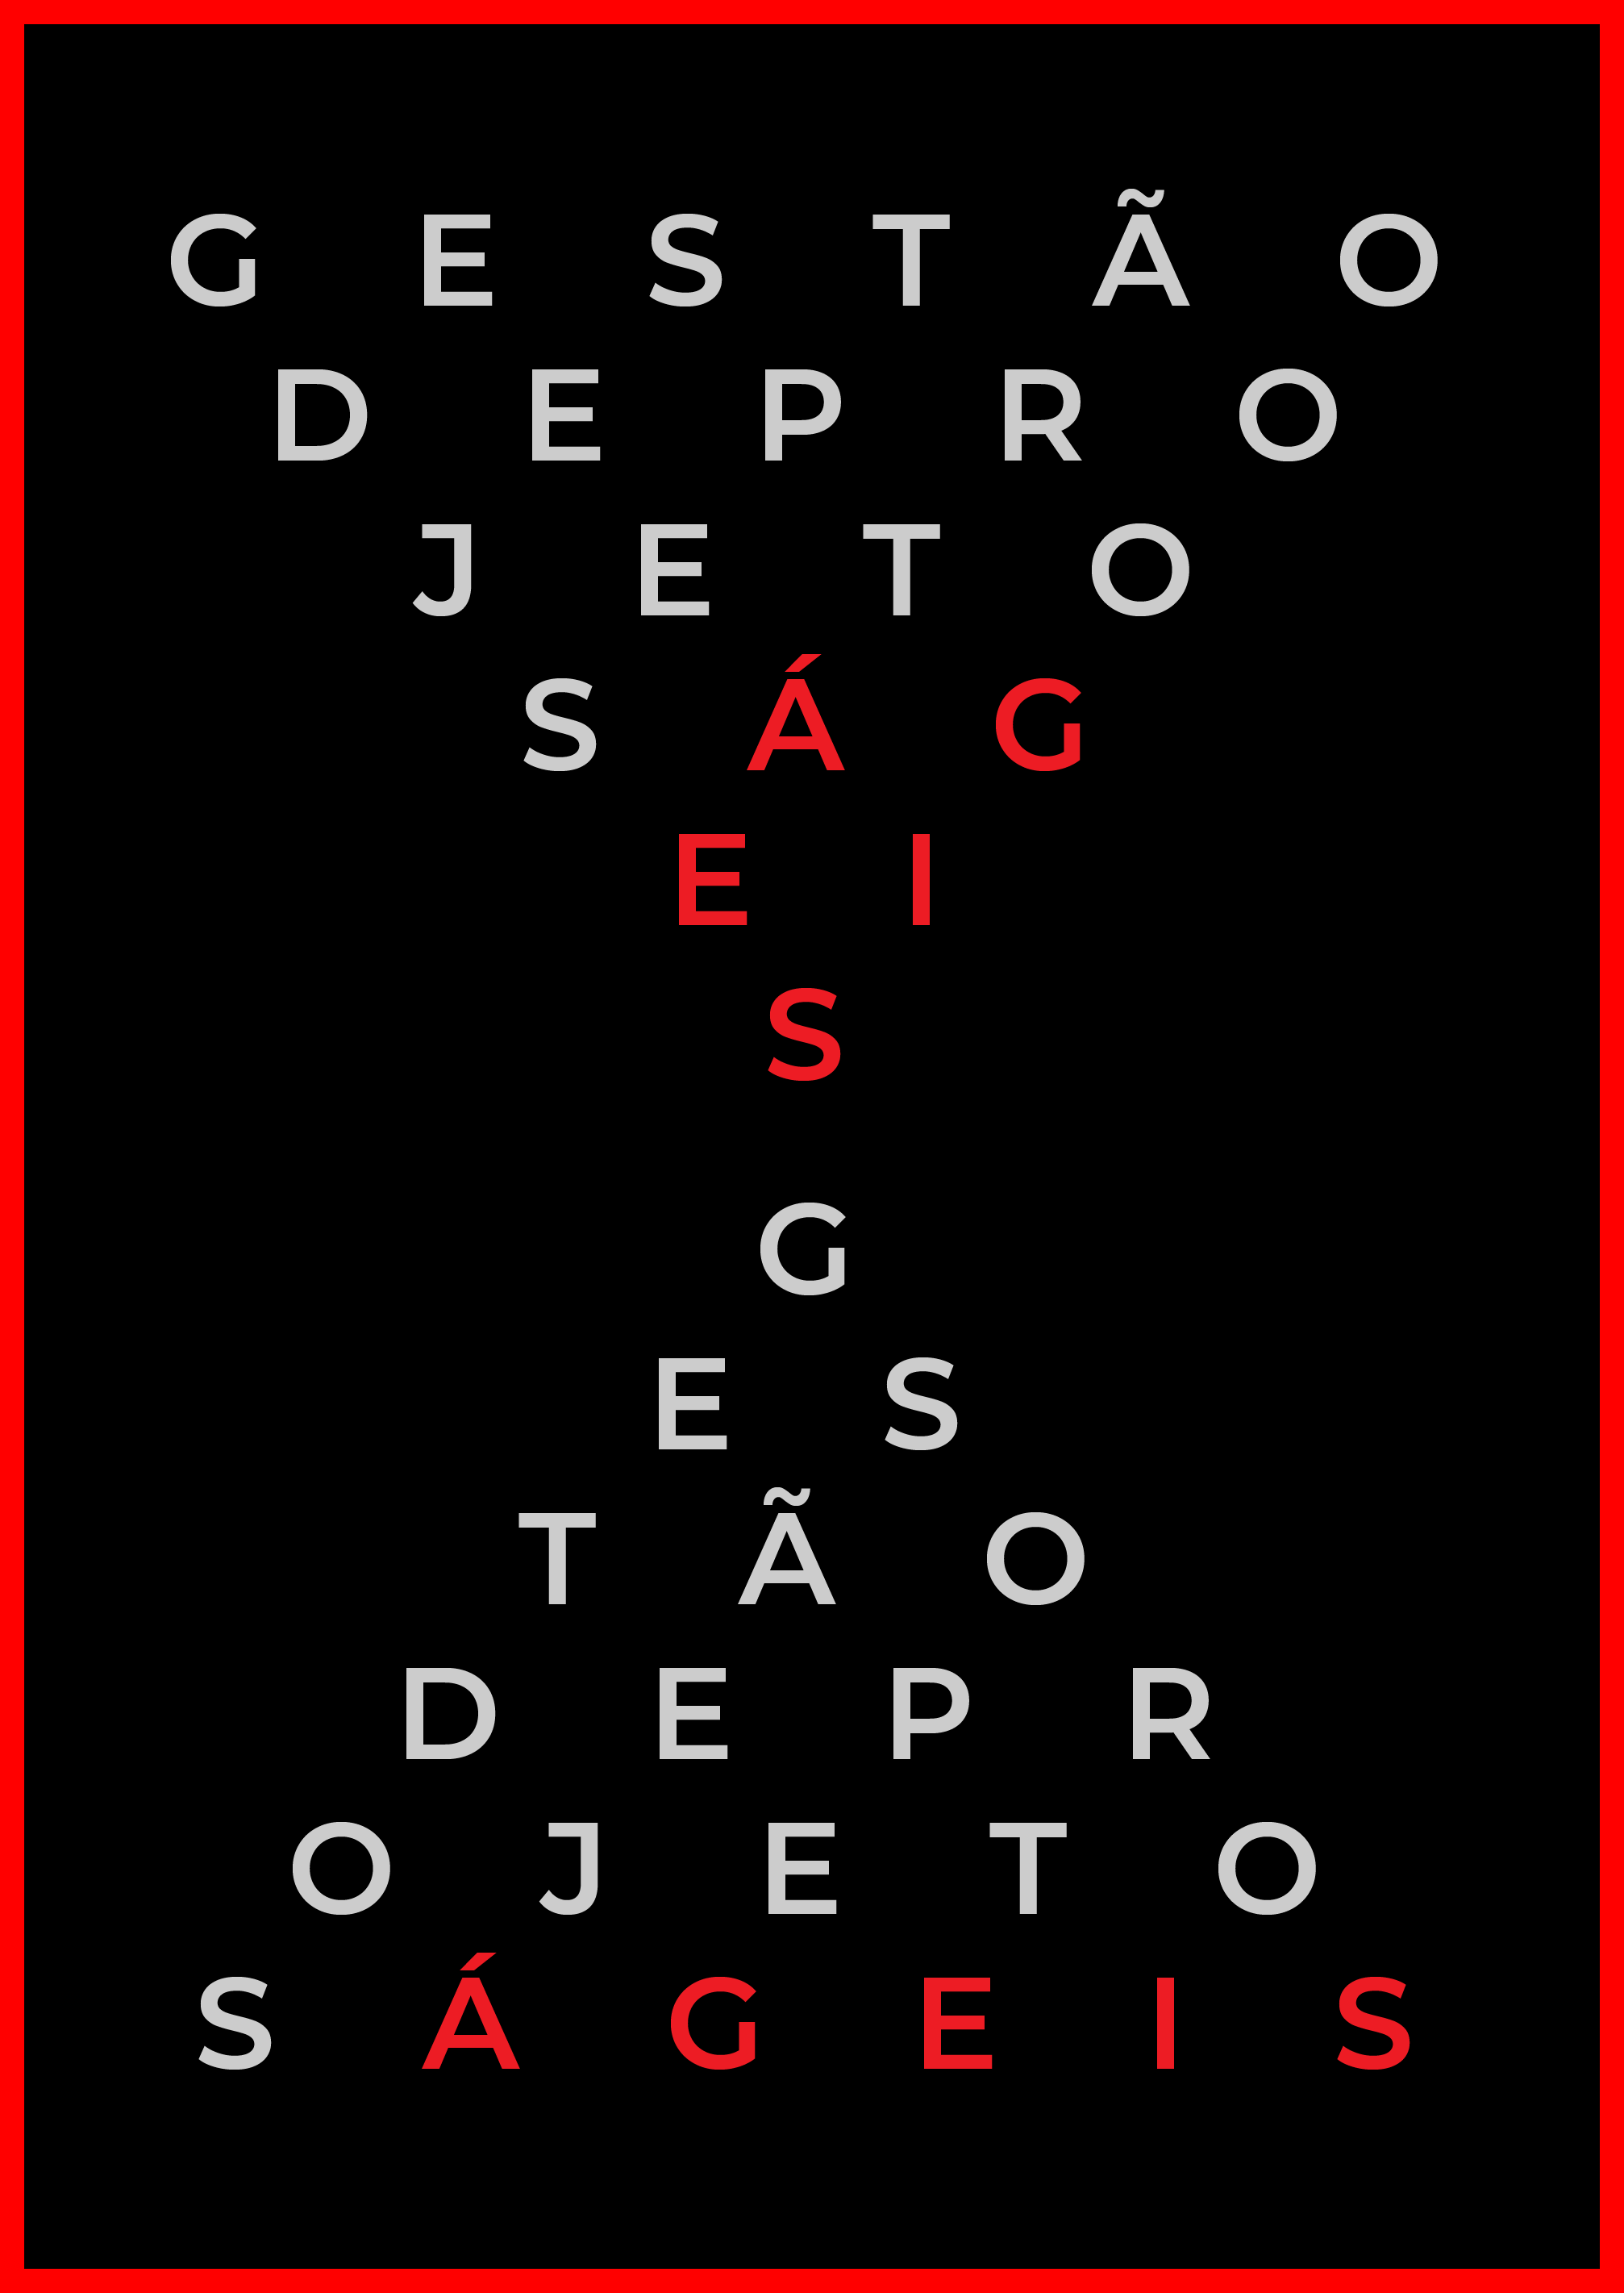 G E S T Ã O
D E P R O
J E T O
S Á G
E I
S
G
E S
T Ã O
D E P R
O J E T O
S Á G E I S